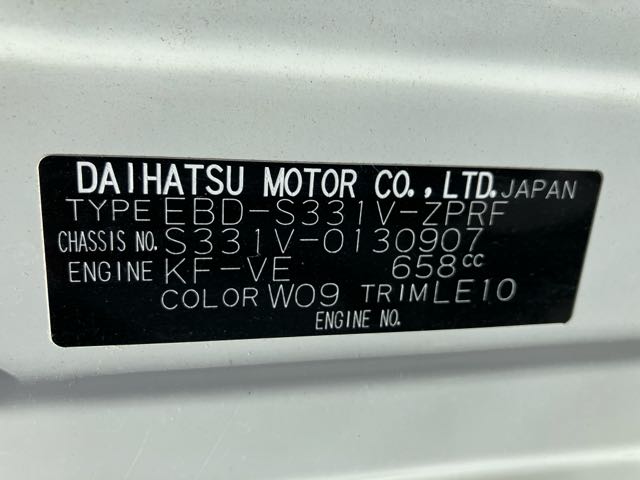 DAIHATSU MOTOR CO.,LTD. JAPAN
TYPE EBD-S331V-ZPRF
CHASSIS NO. S331V-0130907
ENGINE KF-VE 658cc
COLOR W09 TRIM LE10
ENGINE NO.